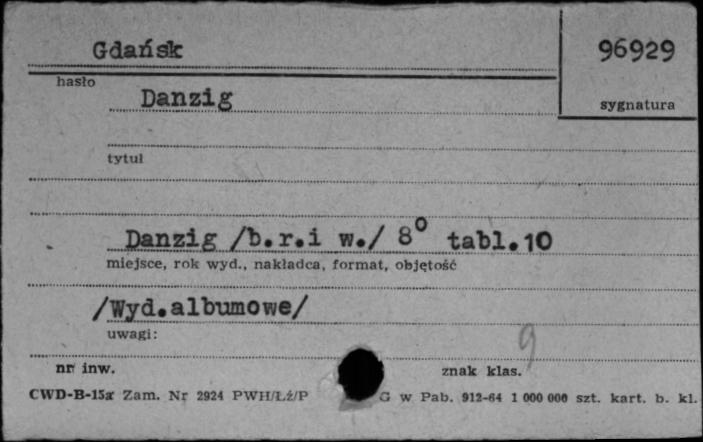 Gdańsk
96929
hasło
Danzig
sygnatura
tytuł
Danzig /b.r.i w./ 8° tabl.10
miejsce, rok wyd., nakładca, format, objętość
/Wyd.albumowe/
uwagi:
9
nr inw.
znak klas.
CWD-B-15a Zam. Nr 2924 PWH/Łż/P G w Pab. 912-64 1 000 000 szt. kart. b. kl.